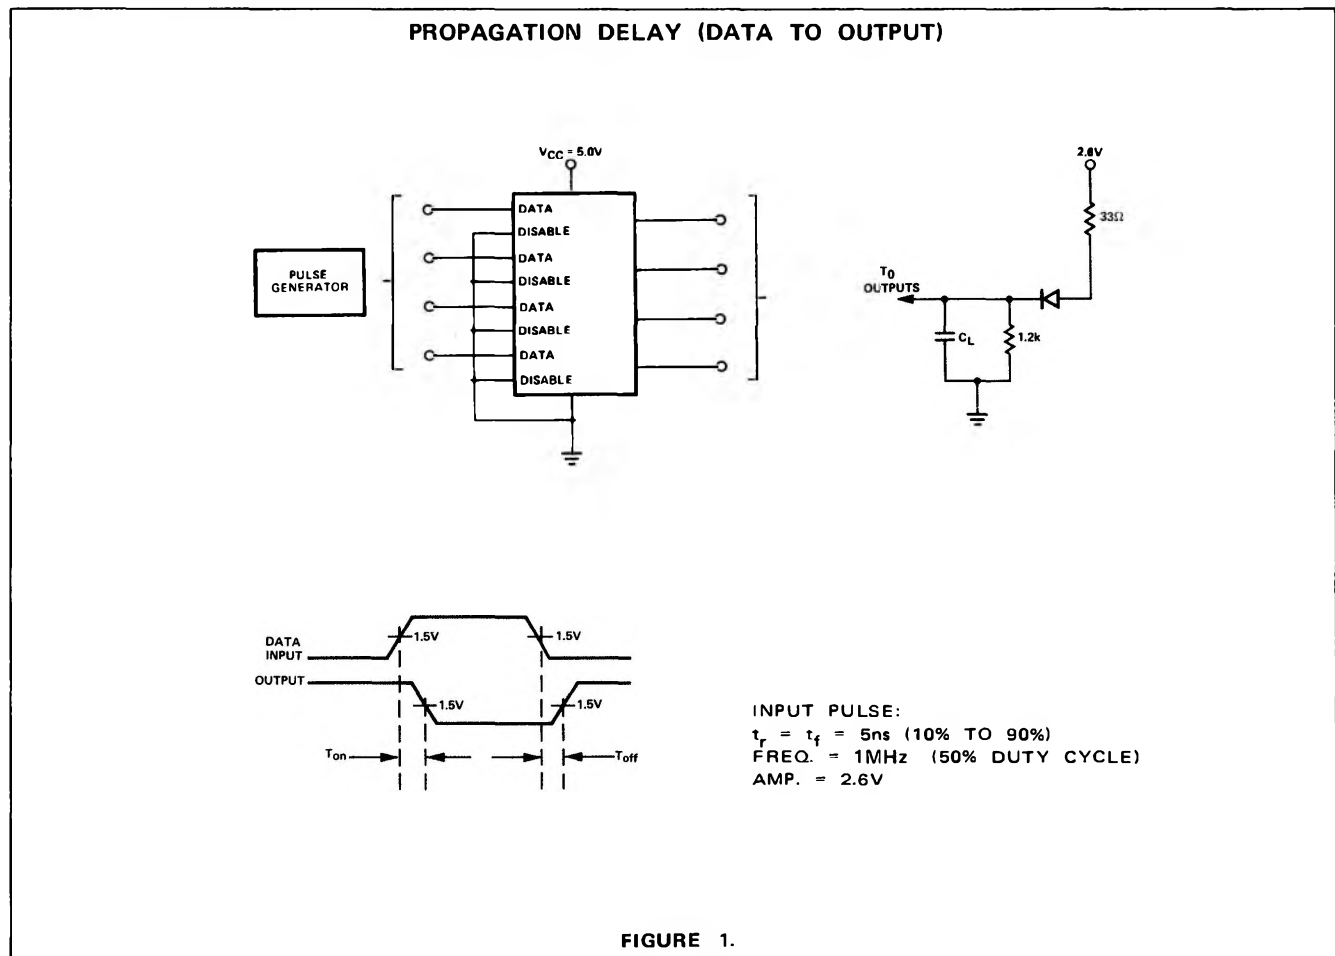 PROPAGATION DELAY (DATA TO OUTPUT)
VCC = 5.0V
2.6V
DATA
DISABLE
DATA
DISABLE
DATA
DISABLE
DATA
DISABLE
PULSE
GENERATOR
33Ω
TO
OUTPUTS
CL
1.2k
DATA
INPUT
1.5V
1.5V
OUTPUT
1.5V
1.5V
Ton
Toff
INPUT PULSE:
tr = tf = 5ns (10% TO 90%)
FREQ. = 1MHz (50% DUTY CYCLE)
AMP. = 2.6V
FIGURE 1.